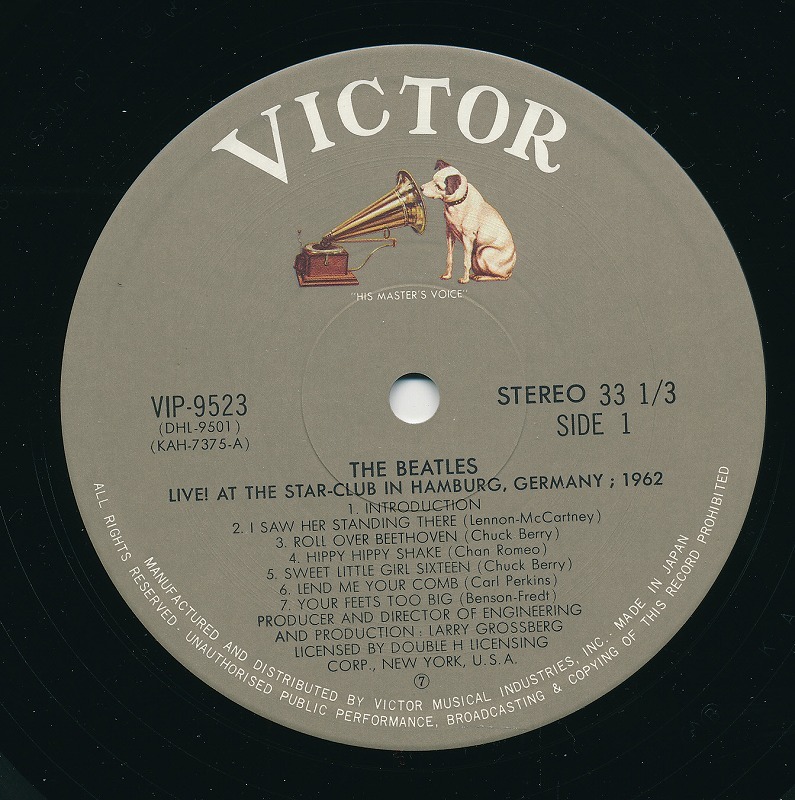 VICTOR
"HIS MASTER'S VOICE"
VIP-9523
(DHL-9501)
(KAH-7375-A)
STEREO 33 1/3
SIDE 1
THE BEATLES
LIVE! AT THE STAR-CLUB IN HAMBURG, GERMANY ; 1962
1. INTRODUCTION
2. I SAW HER STANDING THERE (Lennon-McCartney)
3. ROLL OVER BEETHOVEN (Chuck Berry)
4. HIPPY HIPPY SHAKE (Chan Romeo)
5. SWEET LITTLE GIRL SIXTEEN (Chuck Berry)
6. LEND ME YOUR COMB (Carl Perkins)
7. YOUR FEETS TOO BIG (Benson-Fredt)
PRODUCER AND DIRECTOR OF ENGINEERING
AND PRODUCTION : LARRY GROSSBERG
LICENSED BY DOUBLE H LICENSING
CORP., NEW YORK, U.S.A.
7
MANUFACTURED AND DISTRIBUTED BY VICTOR MUSICAL INDUSTRIES, INC.. MADE IN JAPAN
ALL RIGHTS RESERVED. UNAUTHORISED PUBLIC PERFORMANCE, BROADCASTING & COPYING OF THIS RECORD PROHIBITED